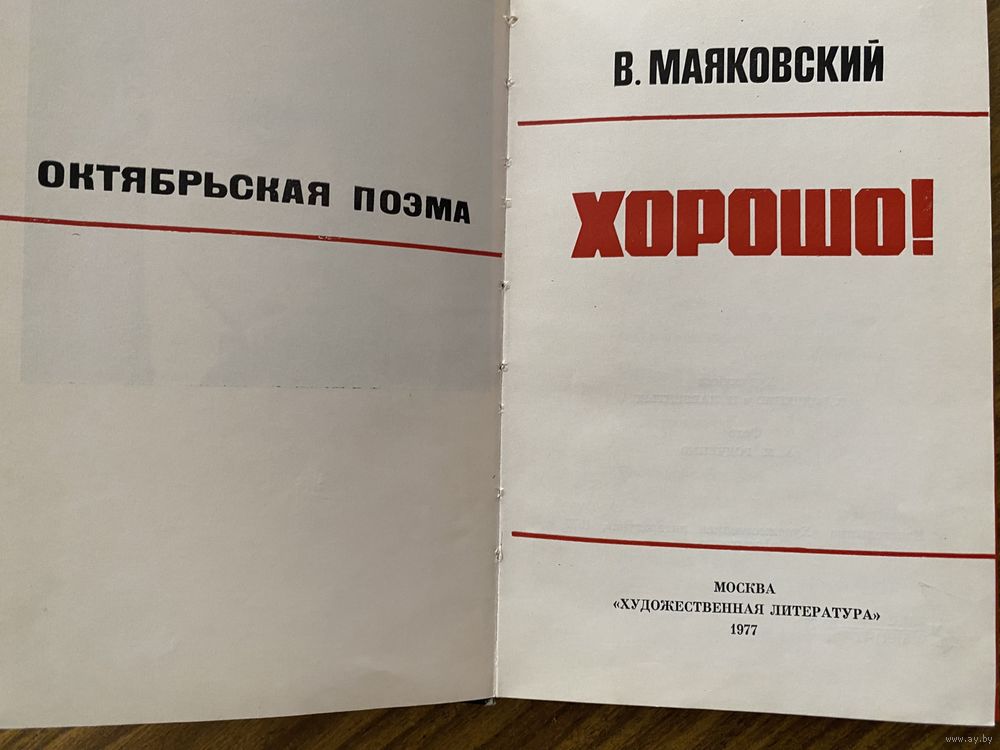 ОКТЯБРЬСКАЯ ПОЭМА
В. МАЯКОВСКИЙ
ХОРОШО!
МОСКВА
«ХУДОЖЕСТВЕННАЯ ЛИТЕРАТУРА»
1977
www.ay.by